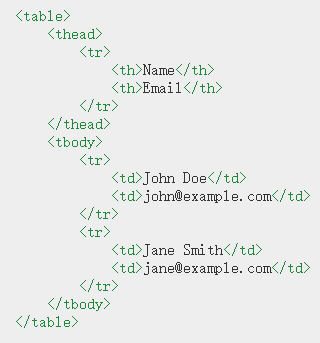 <table>
    <thead>
        <tr>
            <th>Name</th>
            <th>Email</th>
        </tr>
    </thead>
    <tbody>
        <tr>
            <td>John Doe</td>
            <td>john@example.com</td>
        </tr>
        <tr>
            <td>Jane Smith</td>
            <td>jane@example.com</td>
        </tr>
    </tbody>
</table>